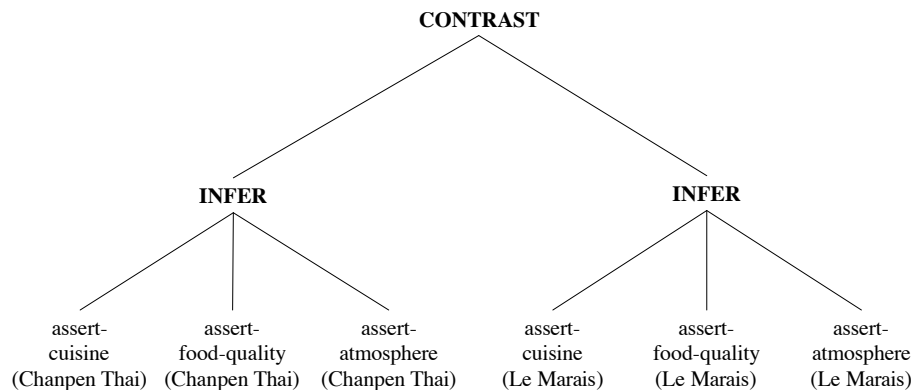 CONTRAST
INFER INFER
assert- assert- assert- assert- assert- assert-
cuisine food-quality atmosphere cuisine food-quality atmosphere
(Chanpen Thai) (Chanpen Thai) (Chanpen Thai) (Le Marais) (Le Marais) (Le Marais)